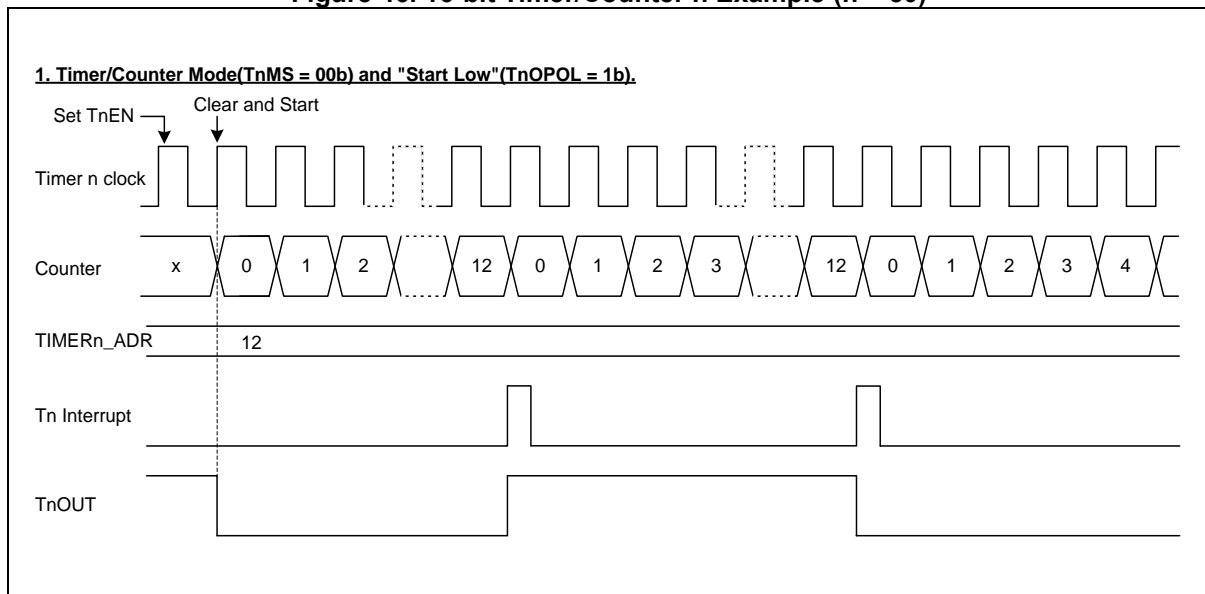 1. Timer/Counter Mode(TnMS = 00b) and "Start Low"(TnOPOL = 1b).
Set TnEN
Clear and Start
Timer n clock
Counter x 0 1 2 12 0 1 2 3 12 0 1 2 3 4
TIMERn_ADR 12
Tn Interrupt
TnOUT